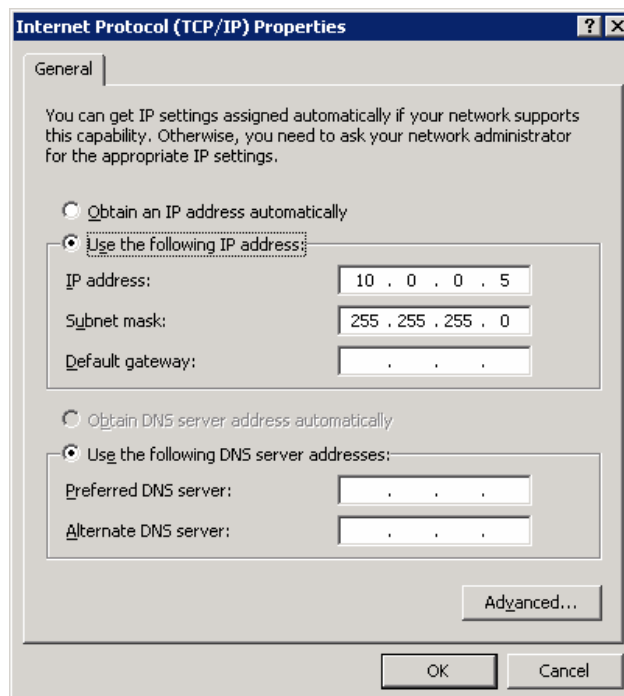 Internet Protocol (TCP/IP) Properties
General
You can get IP settings assigned automatically if your network supports
this capability. Otherwise, you need to ask your network administrator
for the appropriate IP settings.
Obtain an IP address automatically
Use the following IP address:
IP address: 10 . 0 . 0 . 5
Subnet mask: 255 . 255 . 255 . 0
Default gateway: . . .
Obtain DNS server address automatically
Use the following DNS server addresses:
Preferred DNS server: . . .
Alternate DNS server: . . .
Advanced...
OK Cancel